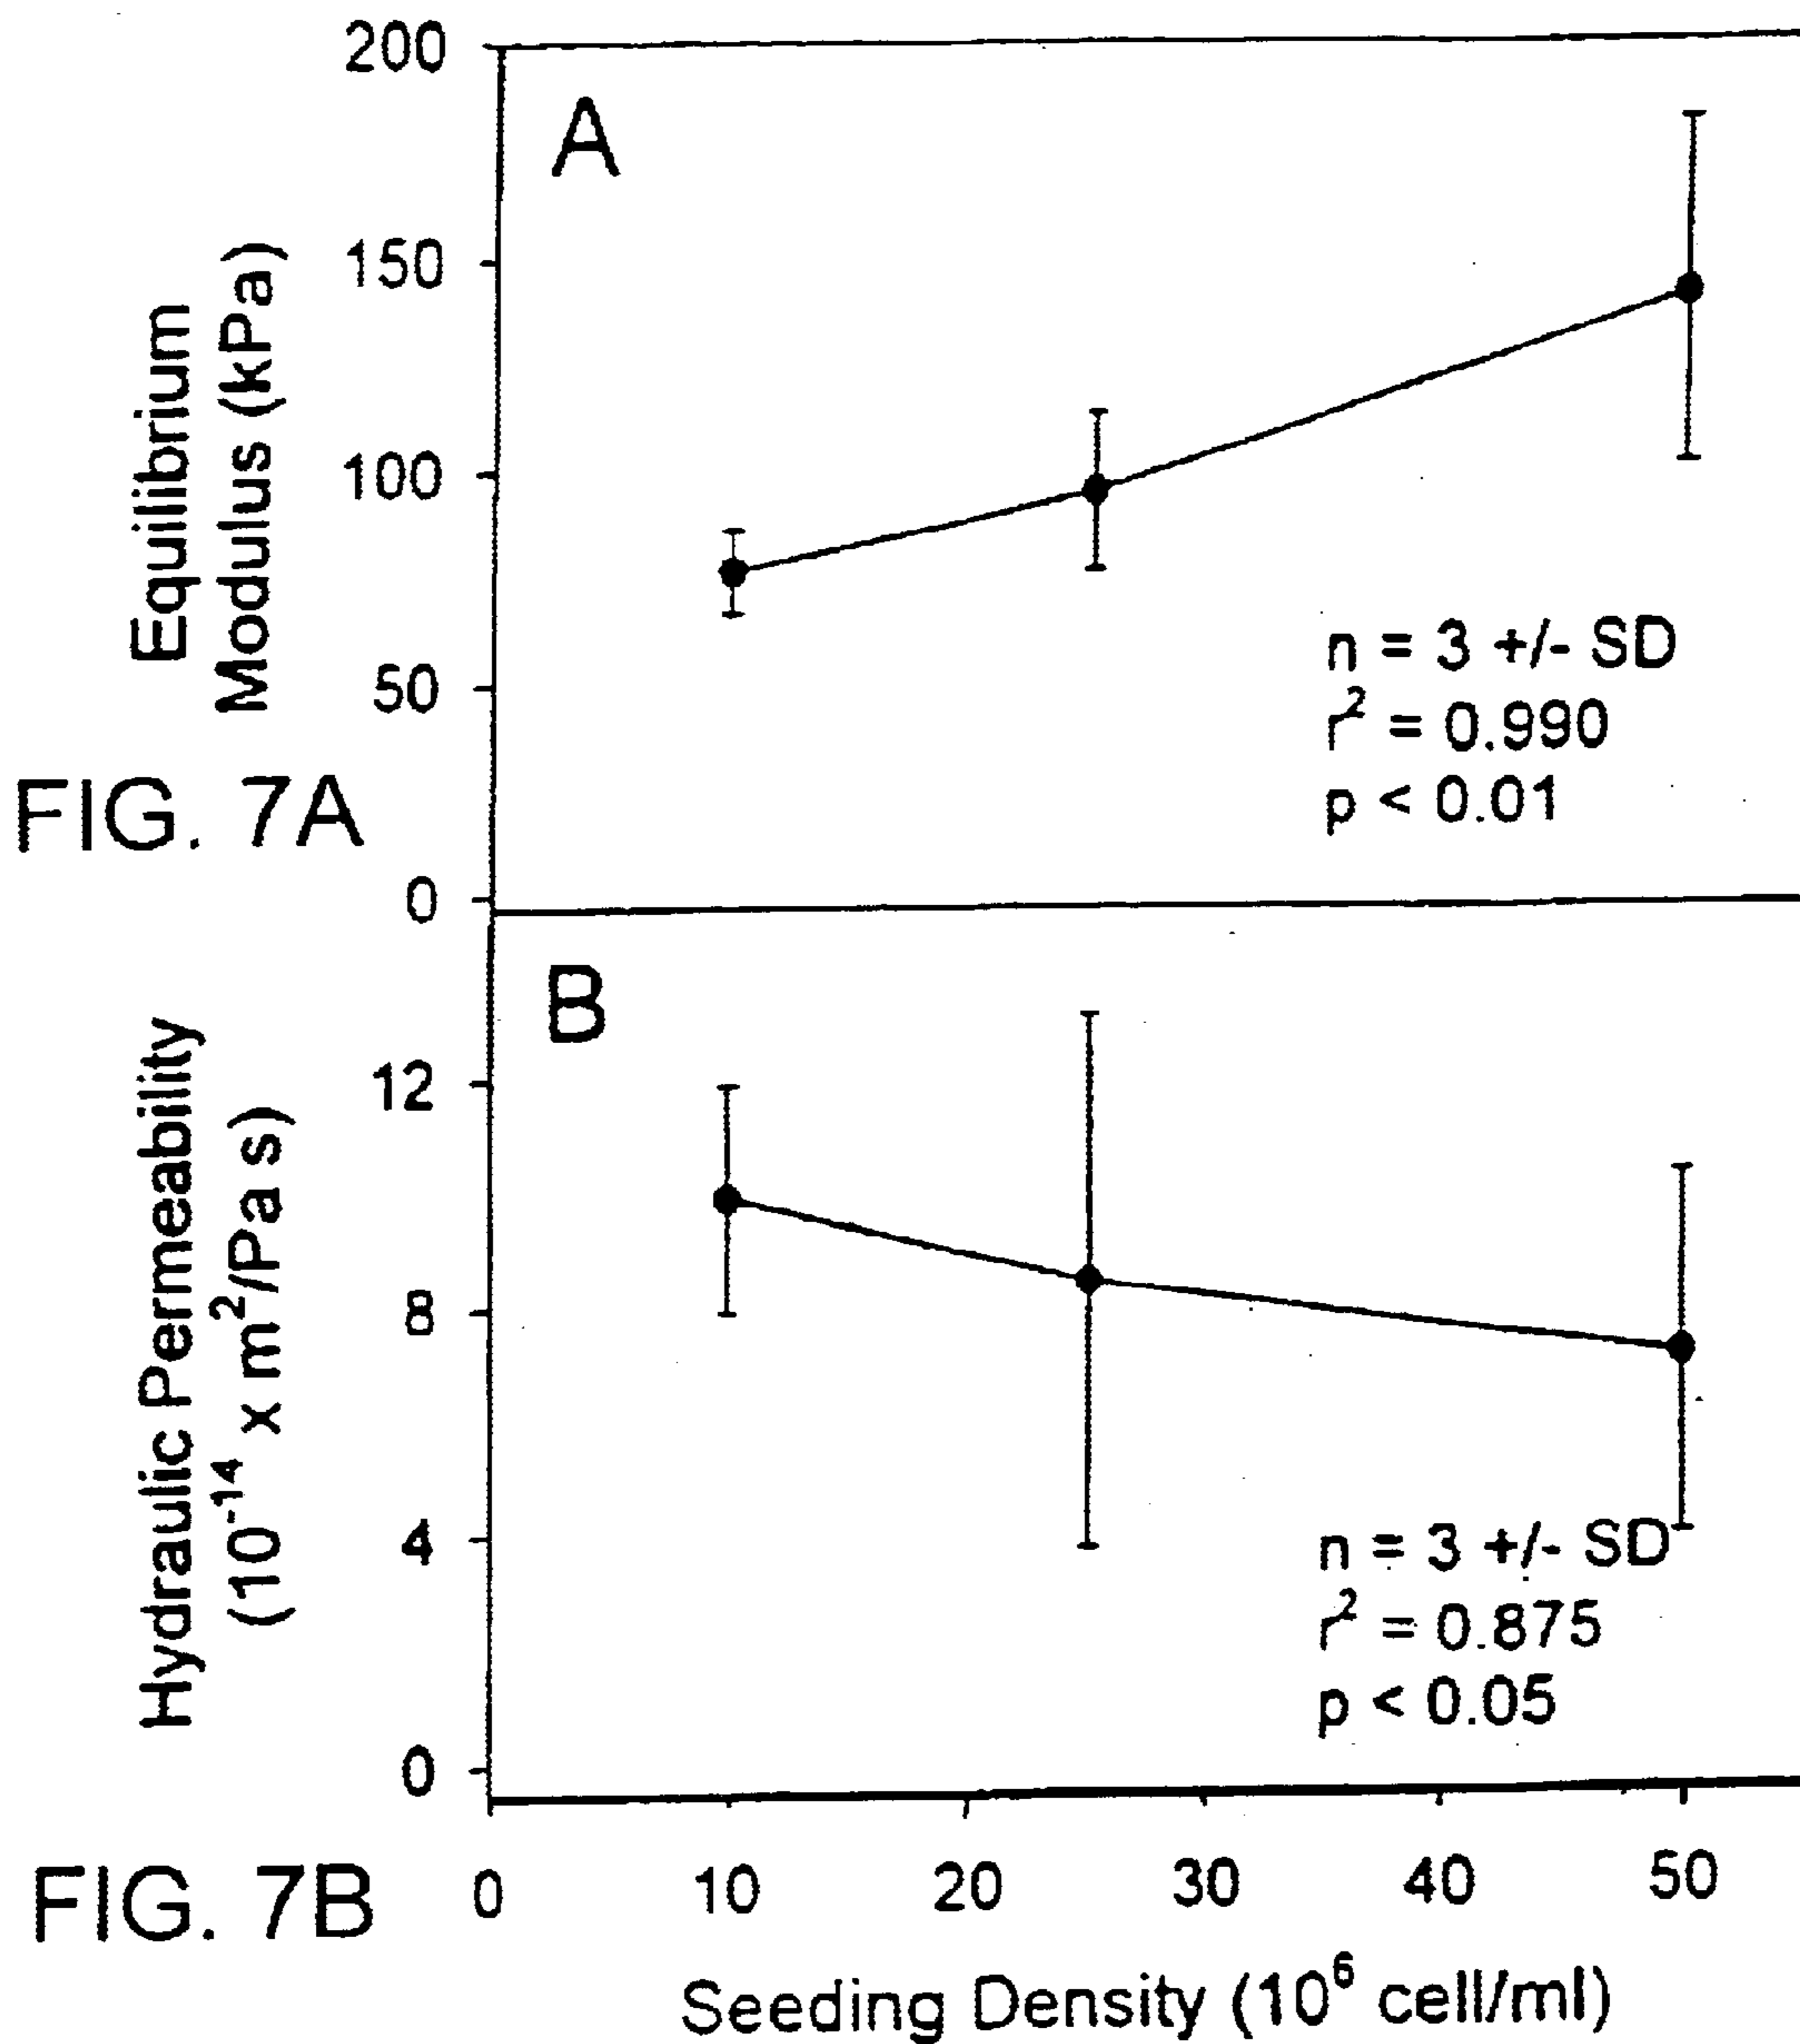 200
A
150
100
50
0
Equilibrium
Modulus (kPa)
n = 3 +/- SD
r² = 0.990
p < 0.01
FIG. 7A
B
12
8
4
0
Hydraulic Permeability
(10⁻¹⁴ x m²/Pa s)
n = 3 +/- SD
r² = 0.875
p < 0.05
FIG. 7B
0 10 20 30 40 50
Seeding Density (10⁶ cell/ml)